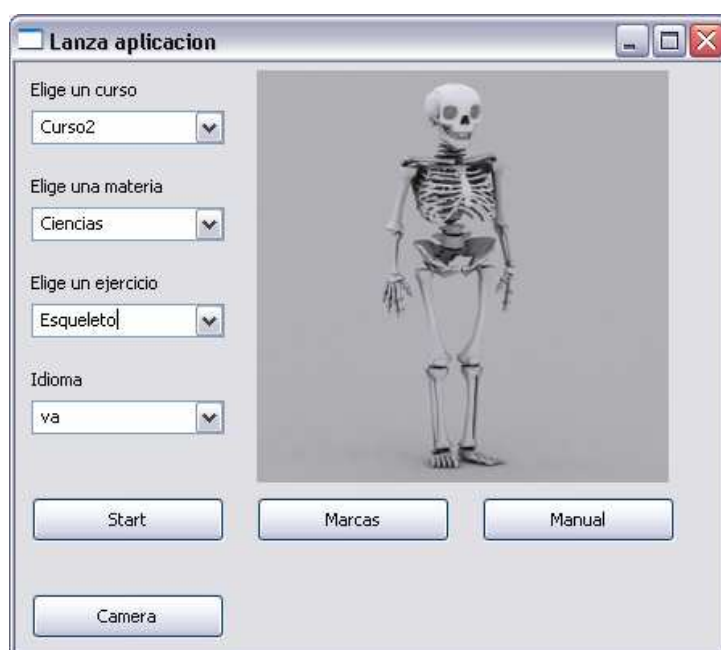 Lanza aplicacion
Elige un curso
Curso2
Elige una materia
Ciencias
Elige un ejercicio
Esqueleto
Idioma
va
Start
Marcas
Manual
Camera